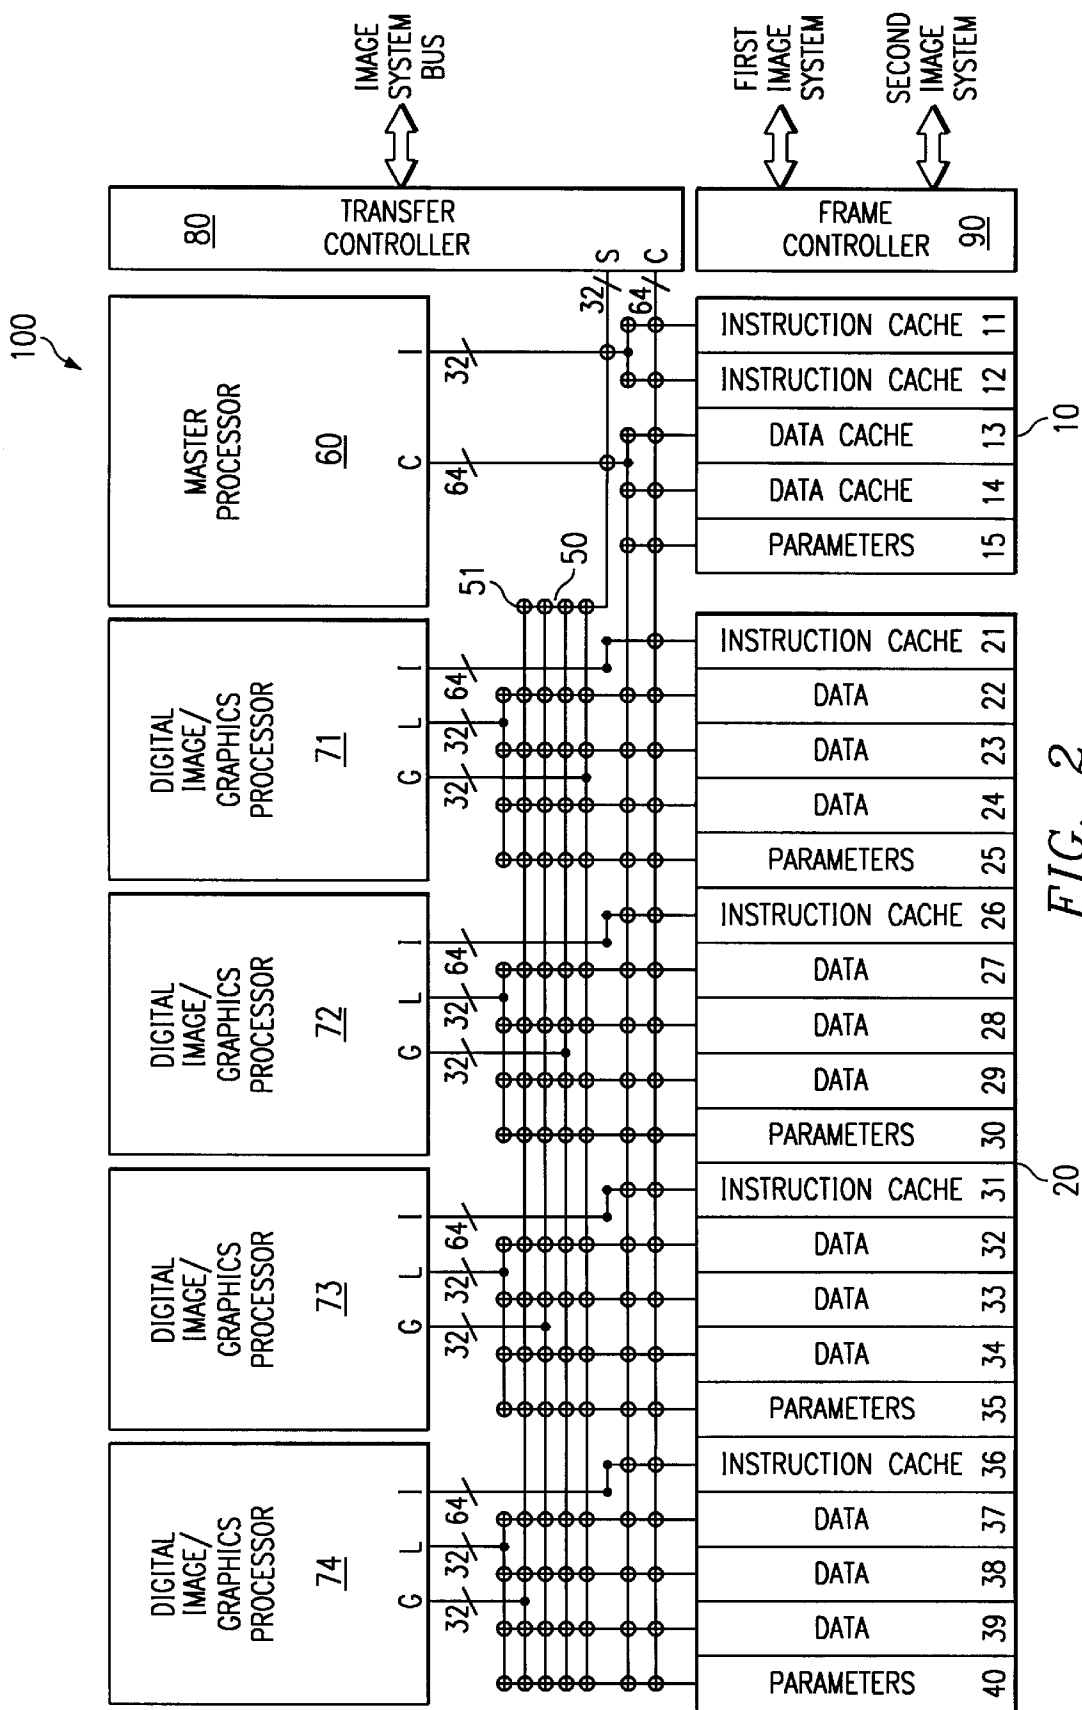 100
DIGITAL
IMAGE/
GRAPHICS
PROCESSOR
74
G
L
I
32
32
64
DIGITAL
IMAGE/
GRAPHICS
PROCESSOR
73
G
L
I
32
32
64
DIGITAL
IMAGE/
GRAPHICS
PROCESSOR
72
G
L
I
32
32
64
DIGITAL
IMAGE/
GRAPHICS
PROCESSOR
71
G
L
I
32
32
64
MASTER
PROCESSOR
60
C
I
64
32
80
TRANSFER
CONTROLLER
32
S
64
C
IMAGE
SYSTEM
BUS
51
50
PARAMETERS 40
DATA 39
DATA 38
DATA 37
INSTRUCTION CACHE 36
PARAMETERS 35
DATA 34
DATA 33
DATA 32
INSTRUCTION CACHE 31
PARAMETERS 30
DATA 29
DATA 28
DATA 27
INSTRUCTION CACHE 26
PARAMETERS 25
DATA 24
DATA 23
DATA 22
INSTRUCTION CACHE 21
20
PARAMETERS 15
DATA CACHE 14
DATA CACHE 13
INSTRUCTION CACHE 12
INSTRUCTION CACHE 11
10
FRAME
CONTROLLER
90
FIRST
IMAGE
SYSTEM
SECOND
IMAGE
SYSTEM
FIG. 2